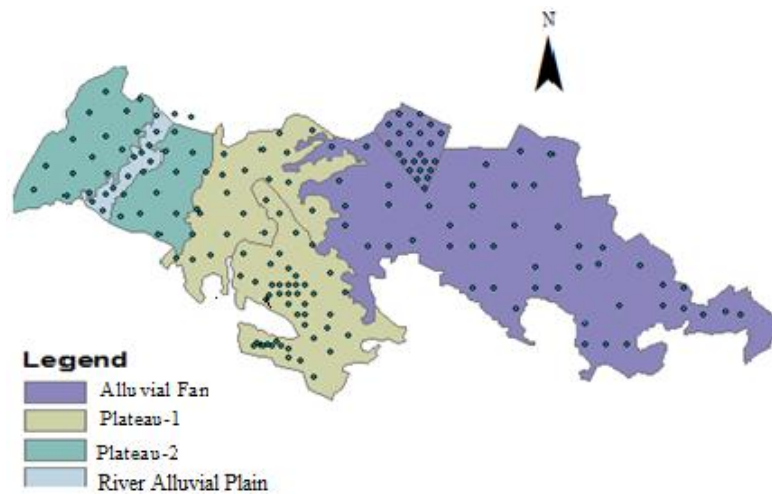 N
Legend
Alluvial Fan
Plateau-1
Plateau-2
River Alluvial Plain